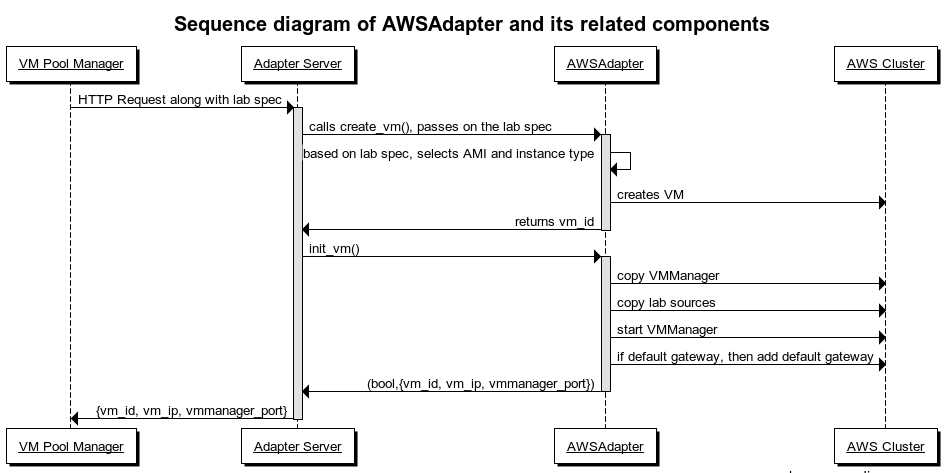 Sequence diagram of AWSAdapter and its related components
VM Pool Manager
Adapter Server
AWSAdapter
AWS Cluster
HTTP Request along with lab spec
calls create_vm(), passes on the lab spec
based on lab spec, selects AMI and instance type
creates VM
returns vm_id
init_vm()
copy VMManager
copy lab sources
start VMManager
if default gateway, then add default gateway
(bool,{vm_id, vm_ip, vmmanager_port})
{vm_id, vm_ip, vmmanager_port}
VM Pool Manager
Adapter Server
AWSAdapter
AWS Cluster